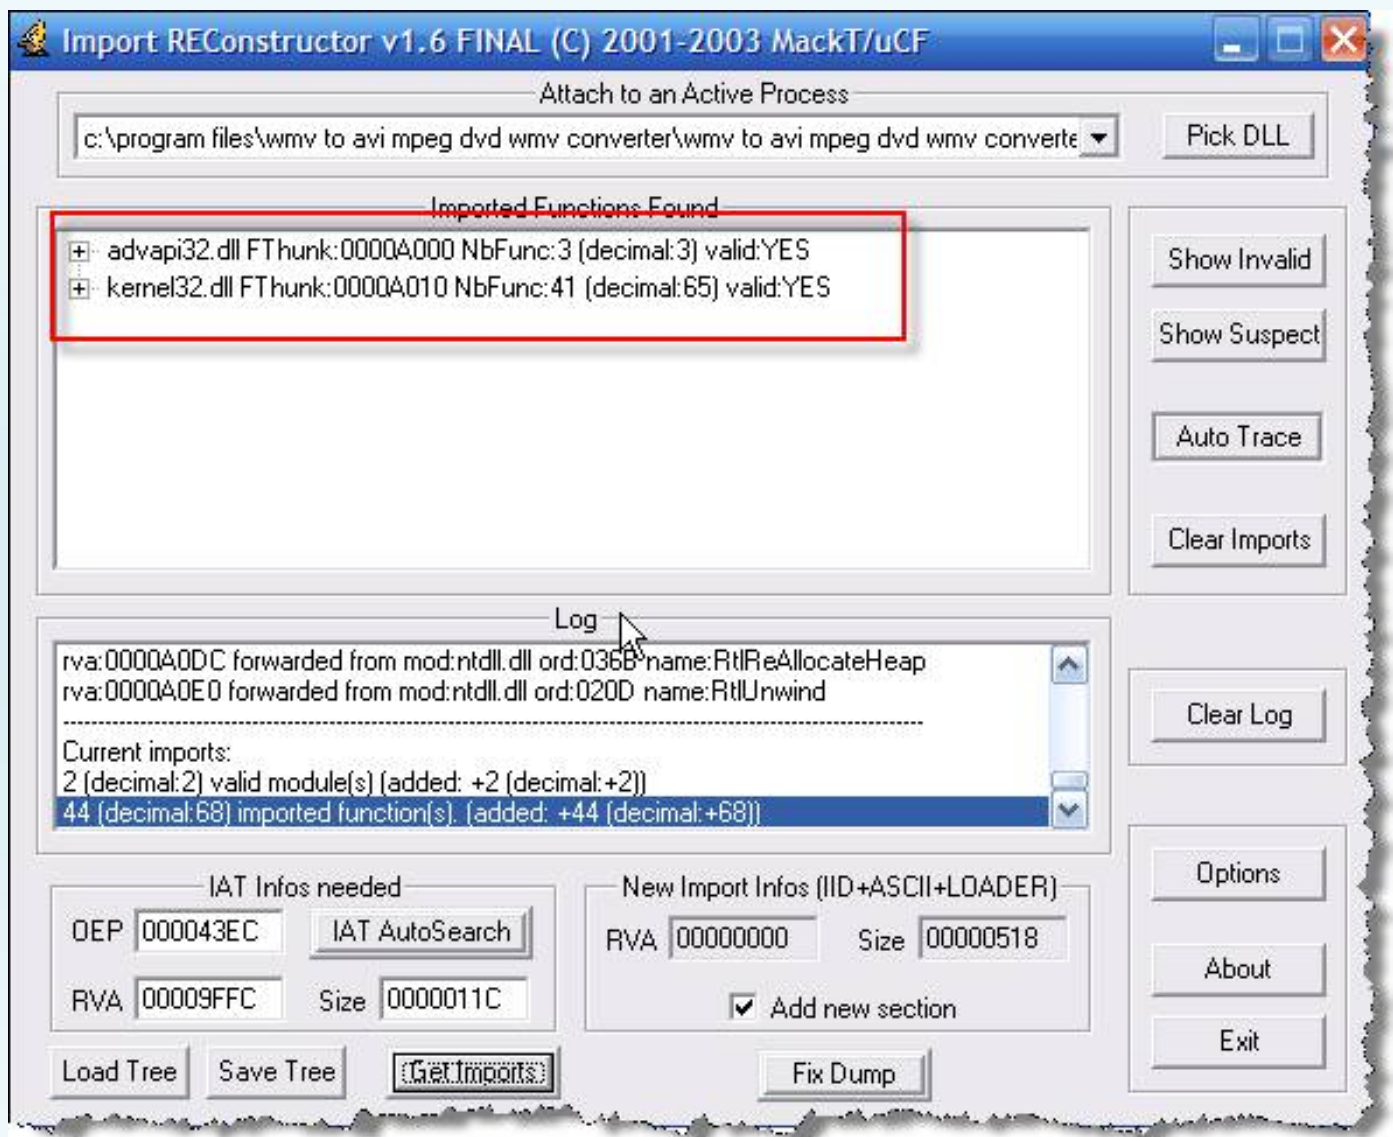 Import REConstructor v1.6 FINAL (C) 2001-2003 MackT/uCF
Attach to an Active Process
c:\program files\wmv to avi mpeg dvd wmv converter\wmv to avi mpeg dvd wmv converte
Pick DLL
Imported Functions Found
advapi32.dll FThunk:0000A000 NbFunc:3 (decimal:3) valid:YES
kernel32.dll FThunk:0000A010 NbFunc:41 (decimal:65) valid:YES
Show Invalid
Show Suspect
Auto Trace
Clear Imports
Log
rva:0000A0DC forwarded from mod:ntdll.dll ord:036B name:RtlReAllocateHeap
rva:0000A0E0 forwarded from mod:ntdll.dll ord:020D name:RtlUnwind
---------------------------------------------------------------------------------------------------------------------------
Current imports:
2 (decimal:2) valid module(s) (added: +2 (decimal:+2))
44 (decimal:68) imported function(s). (added: +44 (decimal:+68))
Clear Log
IAT Infos needed
OEP 000043EC IAT AutoSearch
RVA 00009FFC Size 0000011C
New Import Infos (IID+ASCII+LOADER)
RVA 00000000 Size 00000518
Add new section
Options
About
Exit
Load Tree
Save Tree
Get Imports
Fix Dump